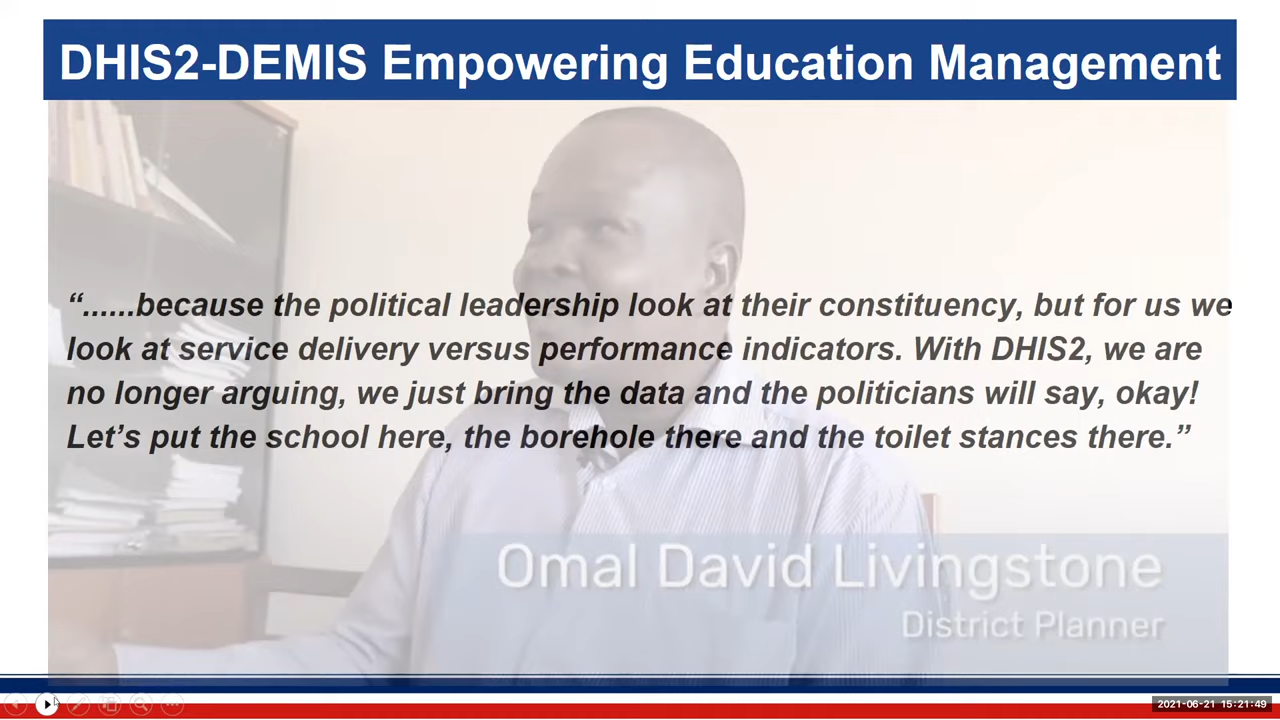 DHIS2-DEMIS Empowering Education Management
“......because the political leadership look at their constituency, but for us we
look at service delivery versus performance indicators. With DHIS2, we are
no longer arguing, we just bring the data and the politicians will say, okay!
Let’s put the school here, the borehole there and the toilet stances there.”
Omal David Livingstone
District Planner
2021-06-21 15:21:49